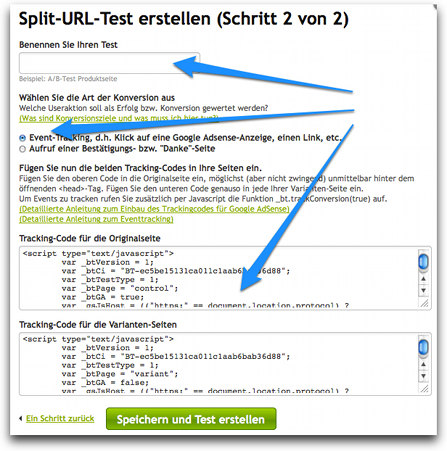 Split-URL-Test erstellen (Schritt 2 von 2)
Benennen Sie Ihren Test
Beispiel: A/B-Test Produktseite
Wählen Sie die Art der Konversion aus
Welche Useraktion soll als Erfolg bzw. Konversion gewertet werden?
(Was sind Konversionsziele und was muss ich hier tun?)
Event-Tracking, d.h. Klick auf eine Google Adsense-Anzeige, einen Link, etc.
Aufruf einer Bestätigungs- bzw. "Danke"-Seite
Fügen Sie nun die beiden Tracking-Codes in Ihre Seiten ein.
Fügen Sie den oberen Code in die Originalseite ein, möglichst (aber nicht zwingend) unmittelbar hinter dem
öffnenden <head>-Tag. Fügen Sie den unteren Code genauso in jede Ihrer Varianten-Seite ein.
Um Events zu tracken rufen Sie zusätzlich per Javascript die Funktion _bt.trackConversion(true) auf.
(Detaillierte Anleitung zum Einbau des Trackingcodes für Google AdSense)
(Detaillierte Anleitung zum Eventtracking)
Tracking-Code für die Originalseite
<script type="text/javascript">
var _btVersion = 1;
var _btCi = "BT-ec5be15131ca011c1aab6bab36d88";
var _btTestType = 1;
var _btPage = "control";
var _btGA = true;
var _gsJsHost = (("https:" == document.location.protocol) ?
Tracking-Code für die Varianten-Seiten
<script type="text/javascript">
var _btVersion = 1;
var _btCi = "BT-ec5be15131ca011c1aab6bab36d88";
var _btTestType = 1;
var _btPage = "variant";
var _btGA = false;
var _gsJsHost = (("https:" == document.location.protocol) ?
Ein Schritt zurück
Speichern und Test erstellen